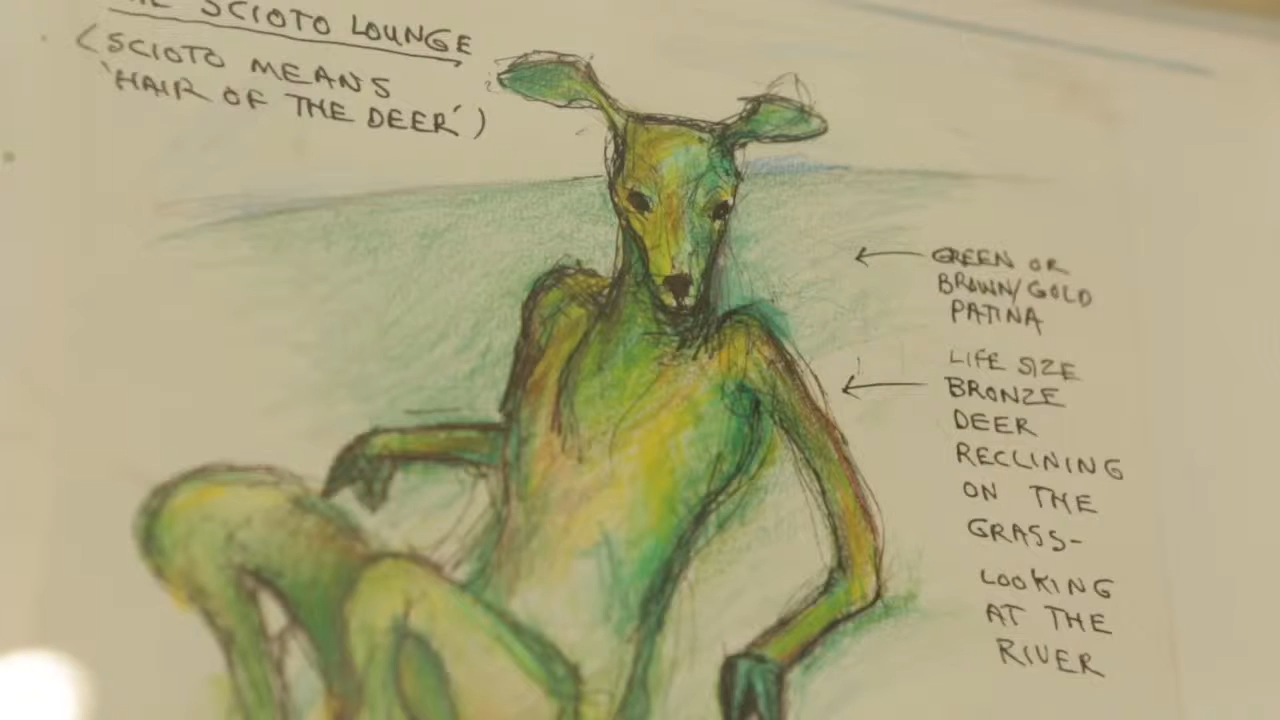 SCIOTO LOUNGE
(SCIOTO MEANS
'HAIR OF THE DEER')
GREEN OR
BROWN/GOLD
PATINA
LIFE SIZE
BRONZE
DEER
RECLINING
ON THE
GRASS-
LOOKING
AT THE
RIVER